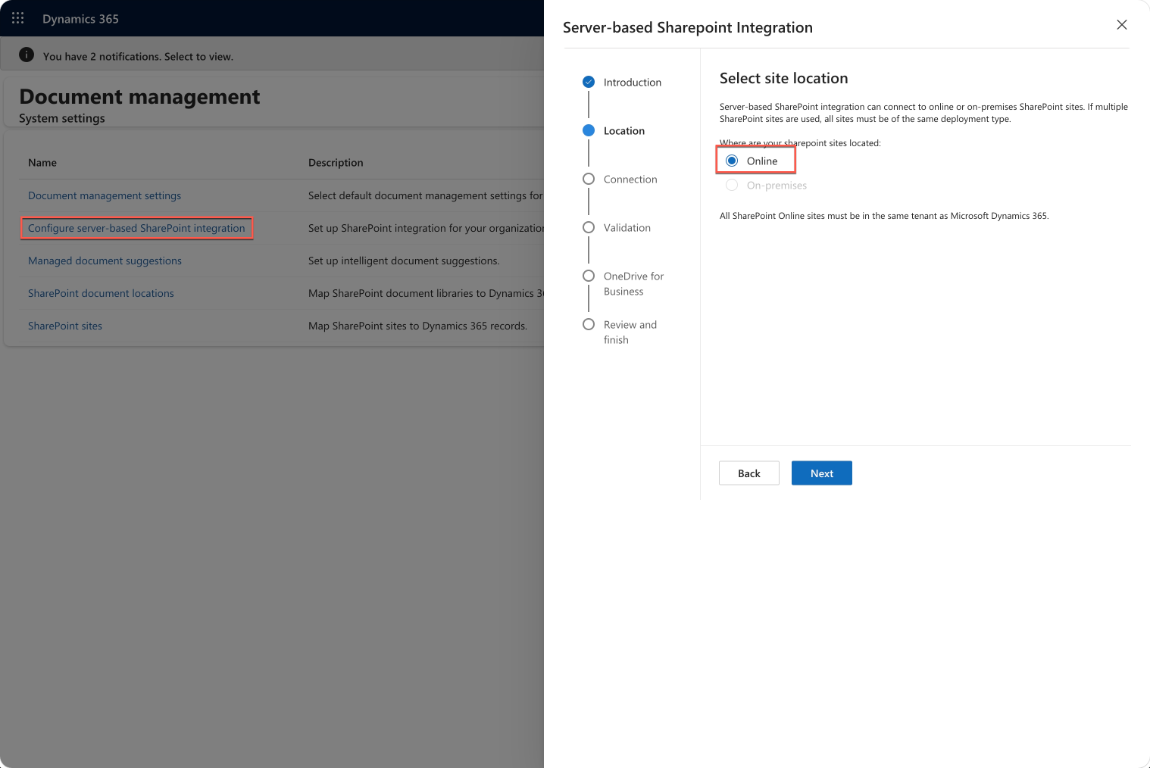 Dynamics 365
You have 2 notifications. Select to view.
Document management
System settings
Name Description
Document management settings Select default document management settings for
Configure server-based SharePoint integration Set up SharePoint integration for your organization
Managed document suggestions Set up intelligent document suggestions.
SharePoint document locations Map SharePoint document libraries to Dynamics 36
SharePoint sites Map SharePoint sites to Dynamics 365 records.
Server-based Sharepoint Integration
Introduction
Location
Connection
Validation
OneDrive for
Business
Review and
finish
Select site location
Server-based SharePoint integration can connect to online or on-premises SharePoint sites. If multiple
SharePoint sites are used, all sites must be of the same deployment type.
Where are your sharepoint sites located:
Online
On-premises
All SharePoint Online sites must be in the same tenant as Microsoft Dynamics 365.
Back Next